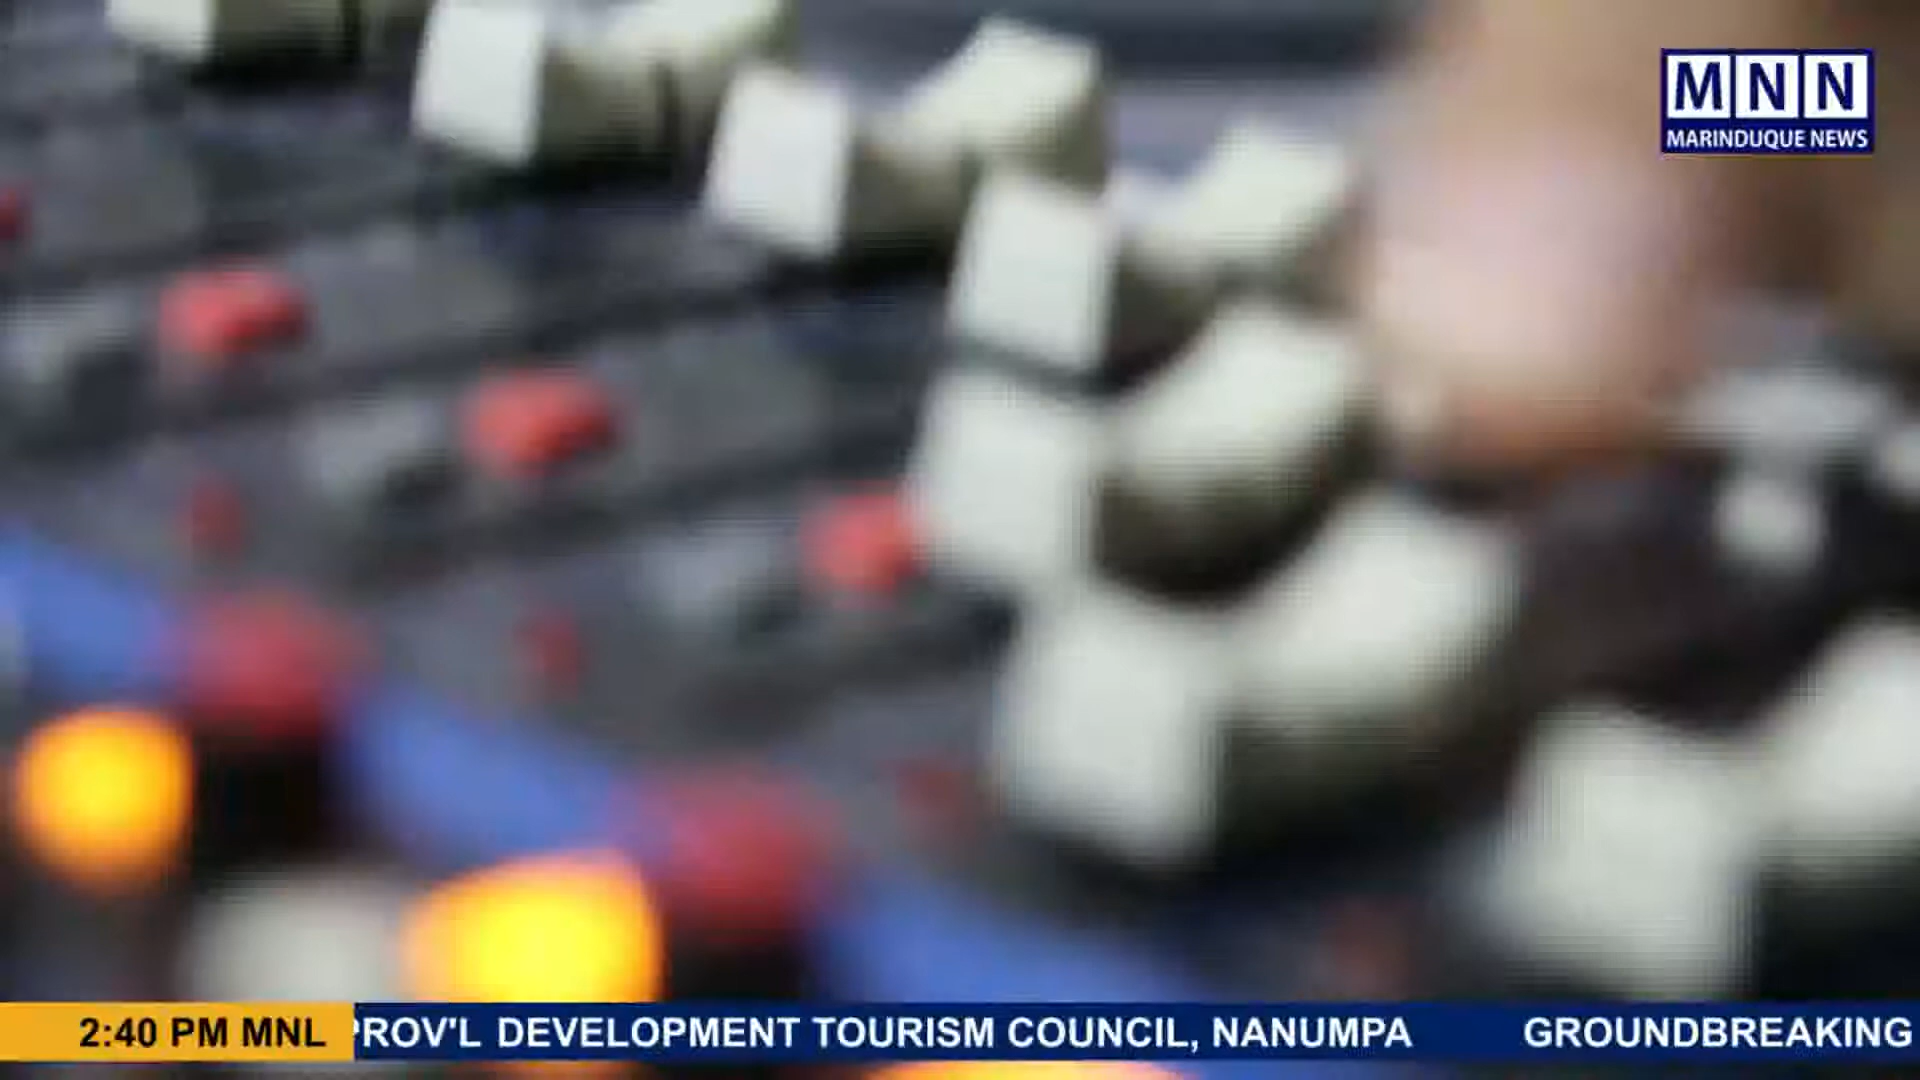 MNN
MARINDUQUE NEWS
2:40 PM MNL
PROV'L DEVELOPMENT TOURISM COUNCIL, NANUMPA
GROUNDBREAKING